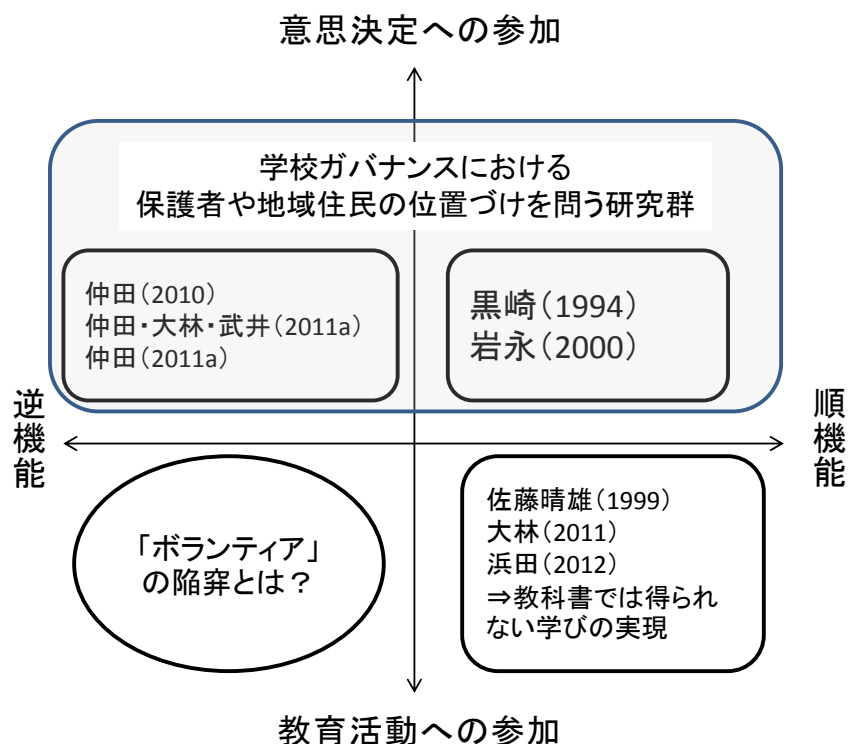 意思決定への参加
学校ガバナンスにおける
保護者や地域住民の位置づけを問う研究群
仲田（2010）
仲田・大林・武井（2011a）
仲田（2011a）
黒崎（1994）
岩永（2000）
逆機能
順機能
「ボランティア」
の陥穽とは？
佐藤晴雄（1999）
大林（2011）
浜田（2012）
⇒教科書では得られ
ない学びの実現
教育活動への参加